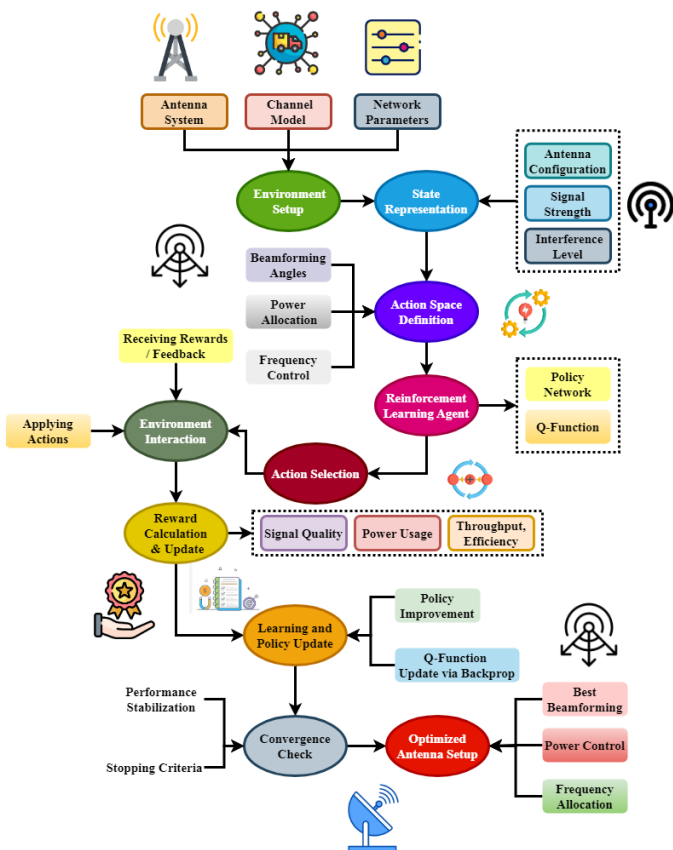 Antenna
System
Channel
Model
Network
Parameters
Environment
Setup
State
Representation
Antenna
Configuration
Signal
Strength
Interference
Level
Beamforming
Angles
Power
Allocation
Frequency
Control
Action Space
Definition
Receiving Rewards
/ Feedback
Reinforcement
Learning Agent
Policy
Network
Q-Function
Applying
Actions
Environment
Interaction
Action Selection
Reward
Calculation
& Update
Signal Quality
Power Usage
Throughput,
Efficiency
Learning and
Policy Update
Policy
Improvement
Q-Function
Update via Backprop
Performance
Stabilization
Stopping Criteria
Convergence
Check
Optimized
Antenna Setup
Best
Beamforming
Power Control
Frequency
Allocation